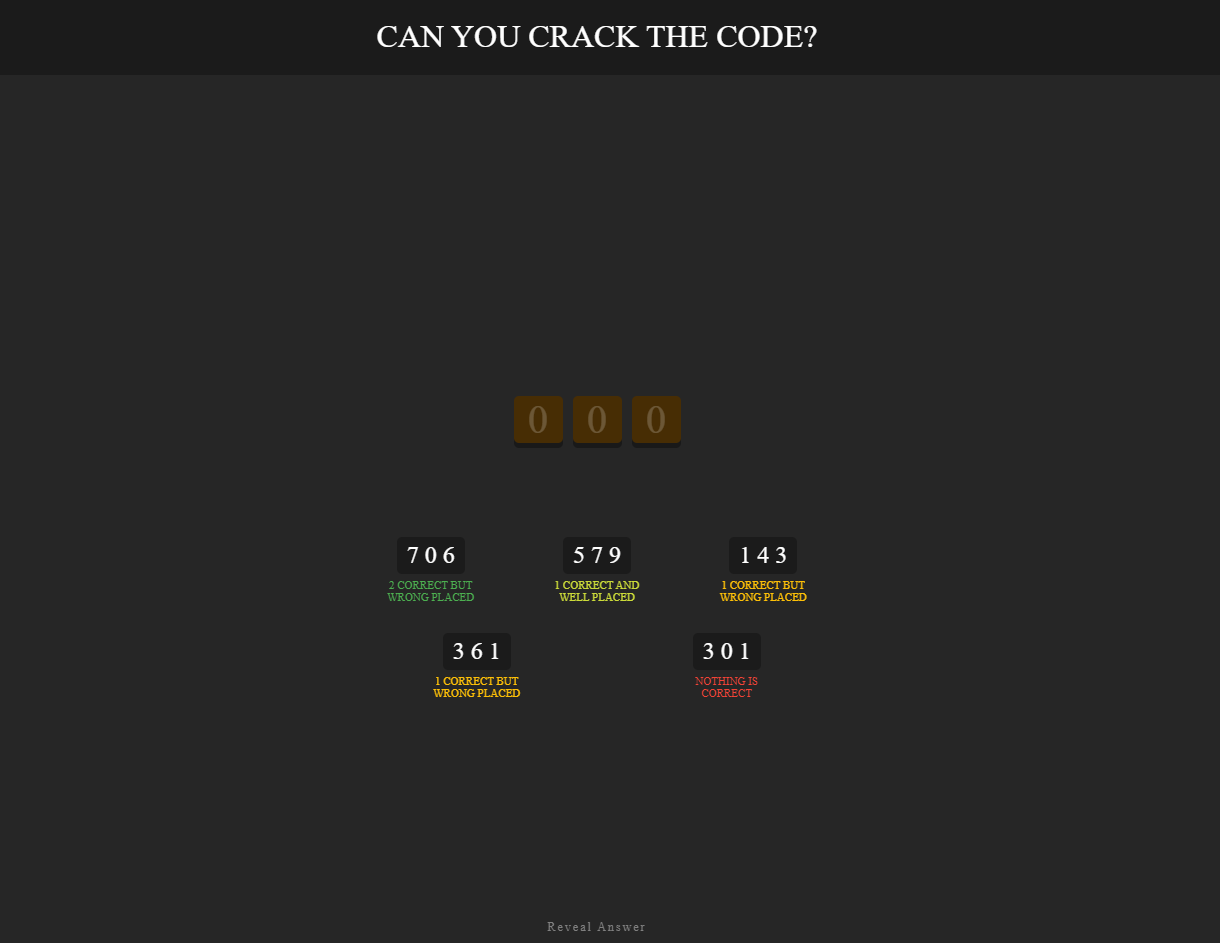 CAN YOU CRACK THE CODE?
0 0 0
7 0 6
2 CORRECT BUT
WRONG PLACED
5 7 9
1 CORRECT AND
WELL PLACED
1 4 3
1 CORRECT BUT
WRONG PLACED
3 6 1
1 CORRECT BUT
WRONG PLACED
3 0 1
NOTHING IS
CORRECT
Reveal Answer